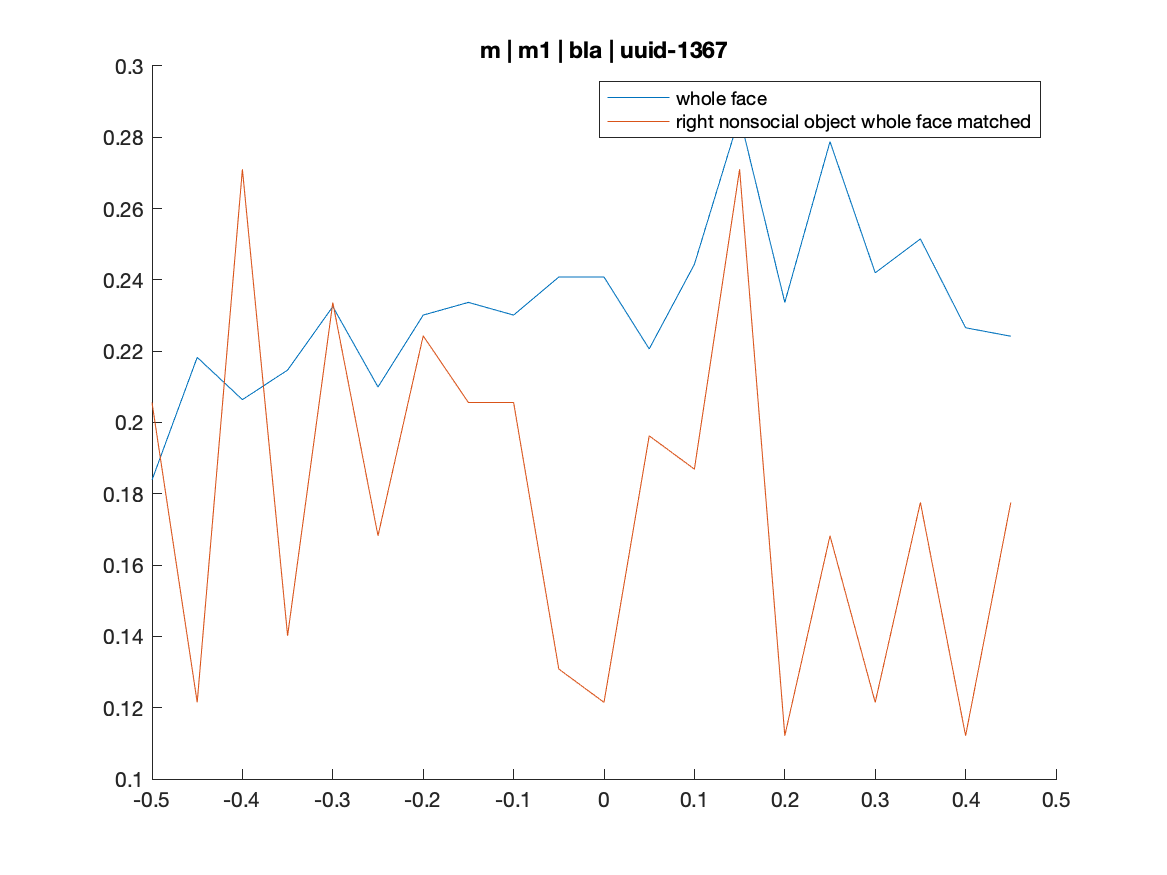 m | m1 | bla | uuid-1367
whole face
right nonsocial object whole face matched
0.3
0.28
0.26
0.24
0.22
0.2
0.18
0.16
0.14
0.12
0.1
-0.5 -0.4 -0.3 -0.2 -0.1 0 0.1 0.2 0.3 0.4 0.5